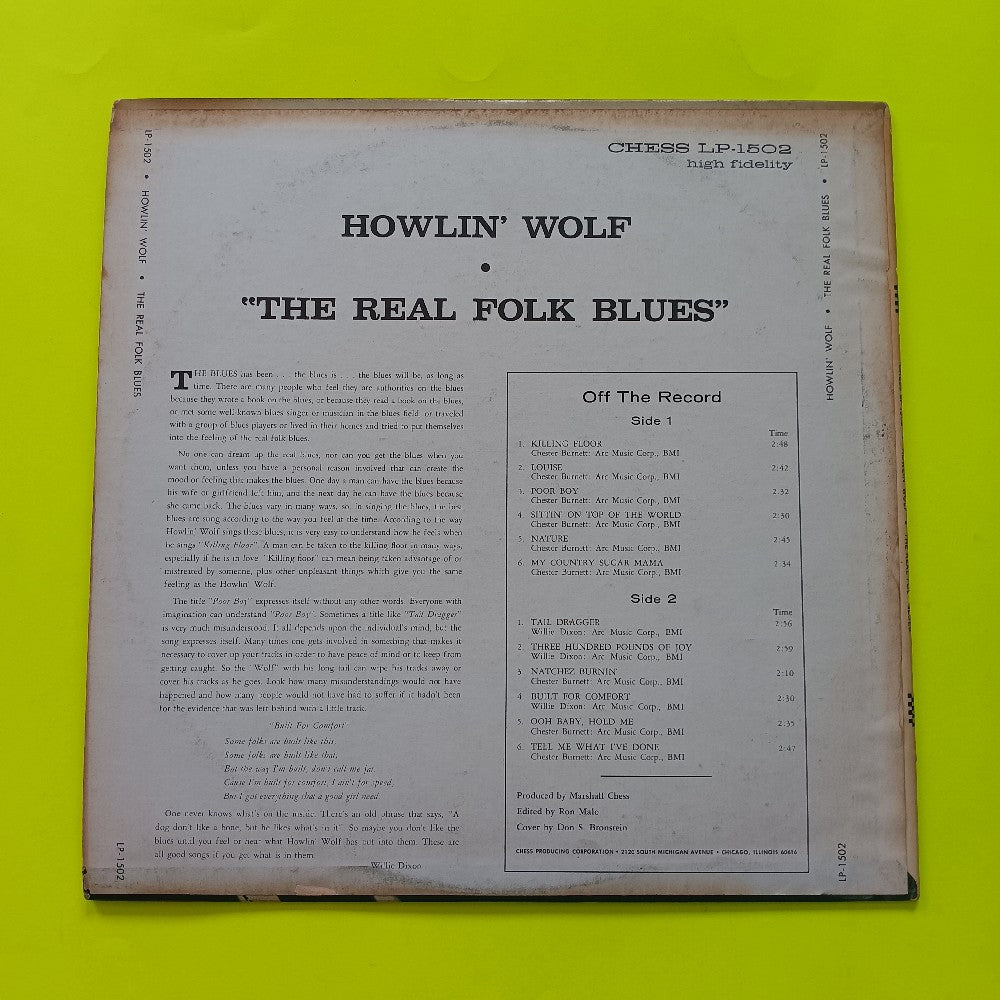 CHESS LP-1502
high fidelity
HOWLIN' WOLF
•
"THE REAL FOLK BLUES"
LP-1502 • HOWLIN' WOLF • THE REAL FOLK BLUES
LP-1502
THE BLUES has been . . . the blues is . . . the blues will be, as long as
time. There are many people who feel they are authorities on the blues
because they wrote a book on the blues, or because they read a book on the blues,
or met some well known blues singer or musician in the blues field or traveled
with a group of blues players or lived in their homes and tried to put themselves
into the feeling of the real folk blues.
No one can dream up the real blues, nor can you get the blues when you
want them, unless you have a personal reason involved that can create the
mood or feeling that makes the blues. One day a man can have the blues because
his wife or girlfriend left him, and the next day he can have the blues because
she came back. The blues vary in many ways, so, in singing the blues, the best
blues are sung according to the way you feel at the time. According to the way
Howlin' Wolf sings these blues, it is very easy to understand how he feels when
he sings "Killing Floor". A man can be taken to the killing floor in many ways,
especially if he is in love. "Killing floor" can mean being taken advantage of or
mistreated by someone, plus other unpleasant things which give you the same
feeling as the Howlin' Wolf.
The title "Poor Boy" expresses itself without any other words. Everyone with
imagination can understand "Poor Boy". Sometimes a title like "Tail Dragger"
is very much misunderstood. It all depends upon the individual's mind, but the
song expresses itself. Many times one gets involved in something that makes it
necessary to cover up your tracks in order to have peace of mind or to keep from
getting caught. So the "Wolf" with his long tail can wipe his tracks away or
cover his tracks as he goes. Look how many misunderstandings would not have
happened and how many people would not have had to suffer if it hadn't been
for the evidence that was left behind with a little track.
"Built For Comfort"
Some folks are built like this,
Some folks are built like that,
But the way I'm built, don't call me fat,
Cause I'm built for comfort, I ain't for speed,
But I got everything that a good girl need.
One never knows what's on the inside. There's an old phrase that says, "A
dog don't like a bone, but he likes what's in it". So maybe you don't like the
blues until you feel or hear what Howlin' Wolf has put into them. These are
all good songs if you get what is in them.
—Willie Dixon
Off The Record
Side 1
Time
1. KILLING FLOOR 2:48
Chester Burnett: Arc Music Corp., BMI
2. LOUISE 2:42
Chester Burnett: Arc Music Corp., BMI
3. POOR BOY 2:32
Chester Burnett: Arc Music Corp., BMI
4. SITTIN' ON TOP OF THE WORLD 2:30
Chester Burnett: Arc Music Corp., BMI
5. NATURE 2:45
Chester Burnett: Arc Music Corp., BMI
6. MY COUNTRY SUGAR MAMA 2:34
Chester Burnett: Arc Music Corp., BMI
Side 2
Time
1. TAIL DRAGGER 2:56
Willie Dixon: Arc Music Corp., BMI
2. THREE HUNDRED POUNDS OF JOY 2:59
Willie Dixon: Arc Music Corp., BMI
3. NATCHEZ BURNIN' 2:10
Chester Burnett: Arc Music Corp., BMI
4. BUILT FOR COMFORT 2:30
Willie Dixon: Arc Music Corp., BMI
5. OOH BABY, HOLD ME 2:35
Chester Burnett: Arc Music Corp., BMI
6. TELL ME WHAT I'VE DONE 2:47
Chester Burnett: Arc Music Corp., BMI
Produced by Marshall Chess
Edited by Ron Malo
Cover by Don S. Bronstein
CHESS PRODUCING CORPORATION • 2120 SOUTH MICHIGAN AVENUE • CHICAGO, ILLINOIS 60616
HOWLIN' WOLF • THE REAL FOLK BLUES • LP-1502
LP-1502